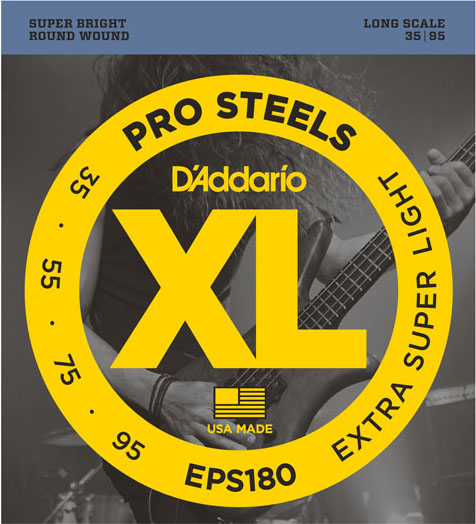 SUPER BRIGHT
ROUND WOUND
LONG SCALE
35|95
PRO STEELS
D'Addario
XL
35 · 55 · 75 · 95
EXTRA SUPER LIGHT
USA MADE
EPS180